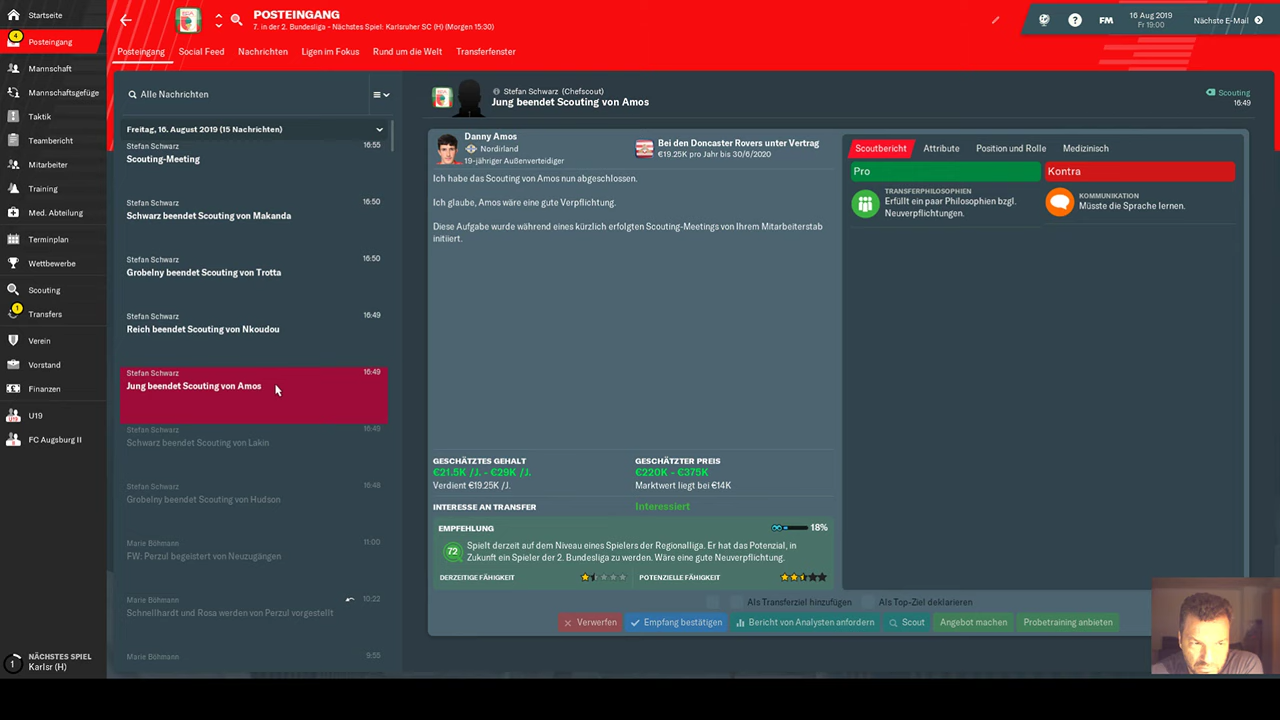 Startseite
4
Posteingang
Mannschaft
Mannschaftsgefüge
Taktik
Teambericht
Mitarbeiter
Training
Med. Abteilung
Terminplan
Wettbewerbe
Scouting
1
Transfers
Verein
Vorstand
Finanzen
U19
FC Augsburg II
1
NÄCHSTES SPIEL
Karlsr (H)
POSTEINGANG
7. in der 2. Bundesliga - Nächstes Spiel: Karlsruher SC (H) (Morgen 15:30)
FM
16 Aug 2019
Fr 19:00
Nächste E-Mail
Posteingang
Social Feed
Nachrichten
Ligen im Fokus
Rund um die Welt
Transferfenster
Alle Nachrichten
Freitag, 16. August 2019 (15 Nachrichten)
Stefan Schwarz 16:55
Scouting-Meeting
Stefan Schwarz 16:50
Schwarz beendet Scouting von Makanda
Stefan Schwarz 16:50
Grobelny beendet Scouting von Trotta
Stefan Schwarz 16:49
Reich beendet Scouting von Nkoudou
Stefan Schwarz 16:49
Jung beendet Scouting von Amos
Stefan Schwarz 16:49
Schwarz beendet Scouting von Lakin
Stefan Schwarz 16:48
Grobelny beendet Scouting von Hudson
Marie Böhmann 11:00
FW: Perzul begeistert von Neuzugängen
Marie Böhmann 10:22
Schnellhardt und Rosa werden von Perzul vorgestellt
Marie Böhmann 9:55
Stefan Schwarz (Chefscout)
Jung beendet Scouting von Amos
Scouting
16:49
Danny Amos
Nordirland
19-jähriger Außenverteidiger
Bei den Doncaster Rovers unter Vertrag
€19.25K pro Jahr bis 30/6/2020
Ich habe das Scouting von Amos nun abgeschlossen.
Ich glaube, Amos wäre eine gute Verpflichtung.
Diese Aufgabe wurde während eines kürzlich erfolgten Scouting-Meetings von Ihrem Mitarbeiterstab
initiiert.
GESCHÄTZTES GEHALT
€21.5K /J. - €29K /J.
Verdient €19.25K /J.
GESCHÄTZTER PREIS
€220K - €375K
Marktwert liegt bei €14K
INTERESSE AN TRANSFER
Interessiert
EMPFEHLUNG
18%
72
Spielt derzeit auf dem Niveau eines Spielers der Regionalliga. Er hat das Potenzial, in
Zukunft ein Spieler der 2. Bundesliga zu werden. Wäre eine gute Neuverpflichtung.
DERZEITIGE FÄHIGKEIT
POTENZIELLE FÄHIGKEIT
Scoutbericht
Attribute
Position und Rolle
Medizinisch
Pro
Kontra
TRANSFERPHILOSOPHIEN
Erfüllt ein paar Philosophien bzgl.
Neuverpflichtungen.
KOMMUNIKATION
Müsste die Sprache lernen.
Als Transferziel hinzufügen
Als Top-Ziel deklarieren
Verwerfen
Empfang bestätigen
Bericht von Analysten anfordern
Scout
Angebot machen
Probetraining anbieten